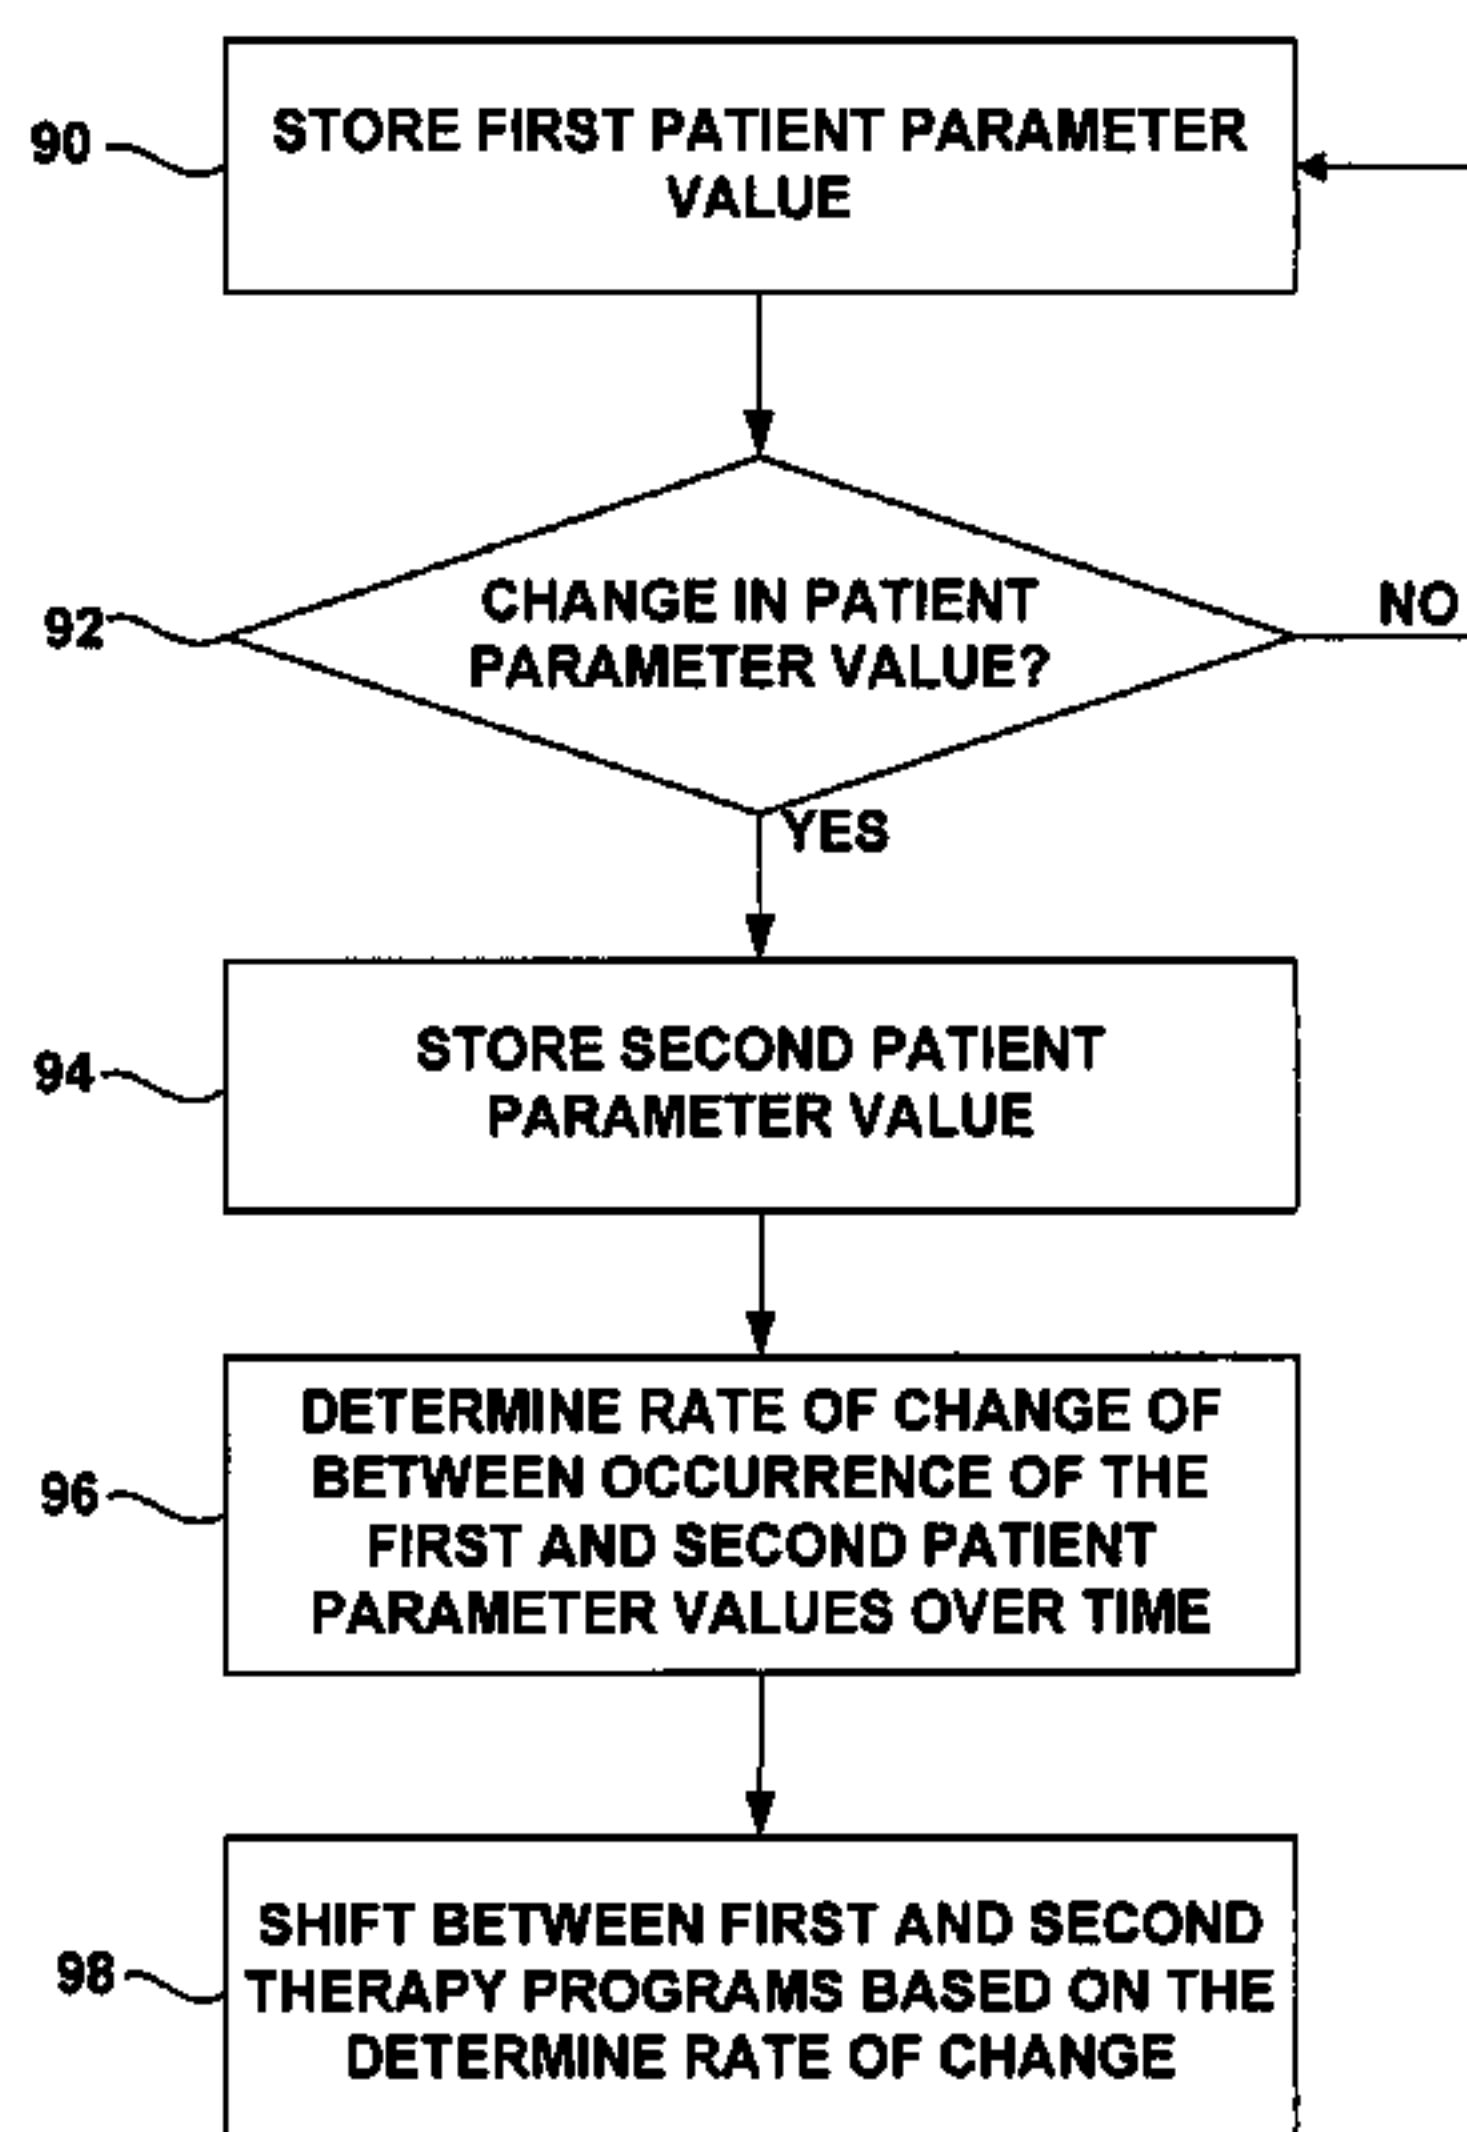 90
STORE FIRST PATIENT PARAMETER
VALUE
92
CHANGE IN PATIENT
PARAMETER VALUE?
NO
YES
94
STORE SECOND PATIENT
PARAMETER VALUE
96
DETERMINE RATE OF CHANGE OF
BETWEEN OCCURRENCE OF THE
FIRST AND SECOND PATIENT
PARAMETER VALUES OVER TIME
98
SHIFT BETWEEN FIRST AND SECOND
THERAPY PROGRAMS BASED ON THE
DETERMINE RATE OF CHANGE